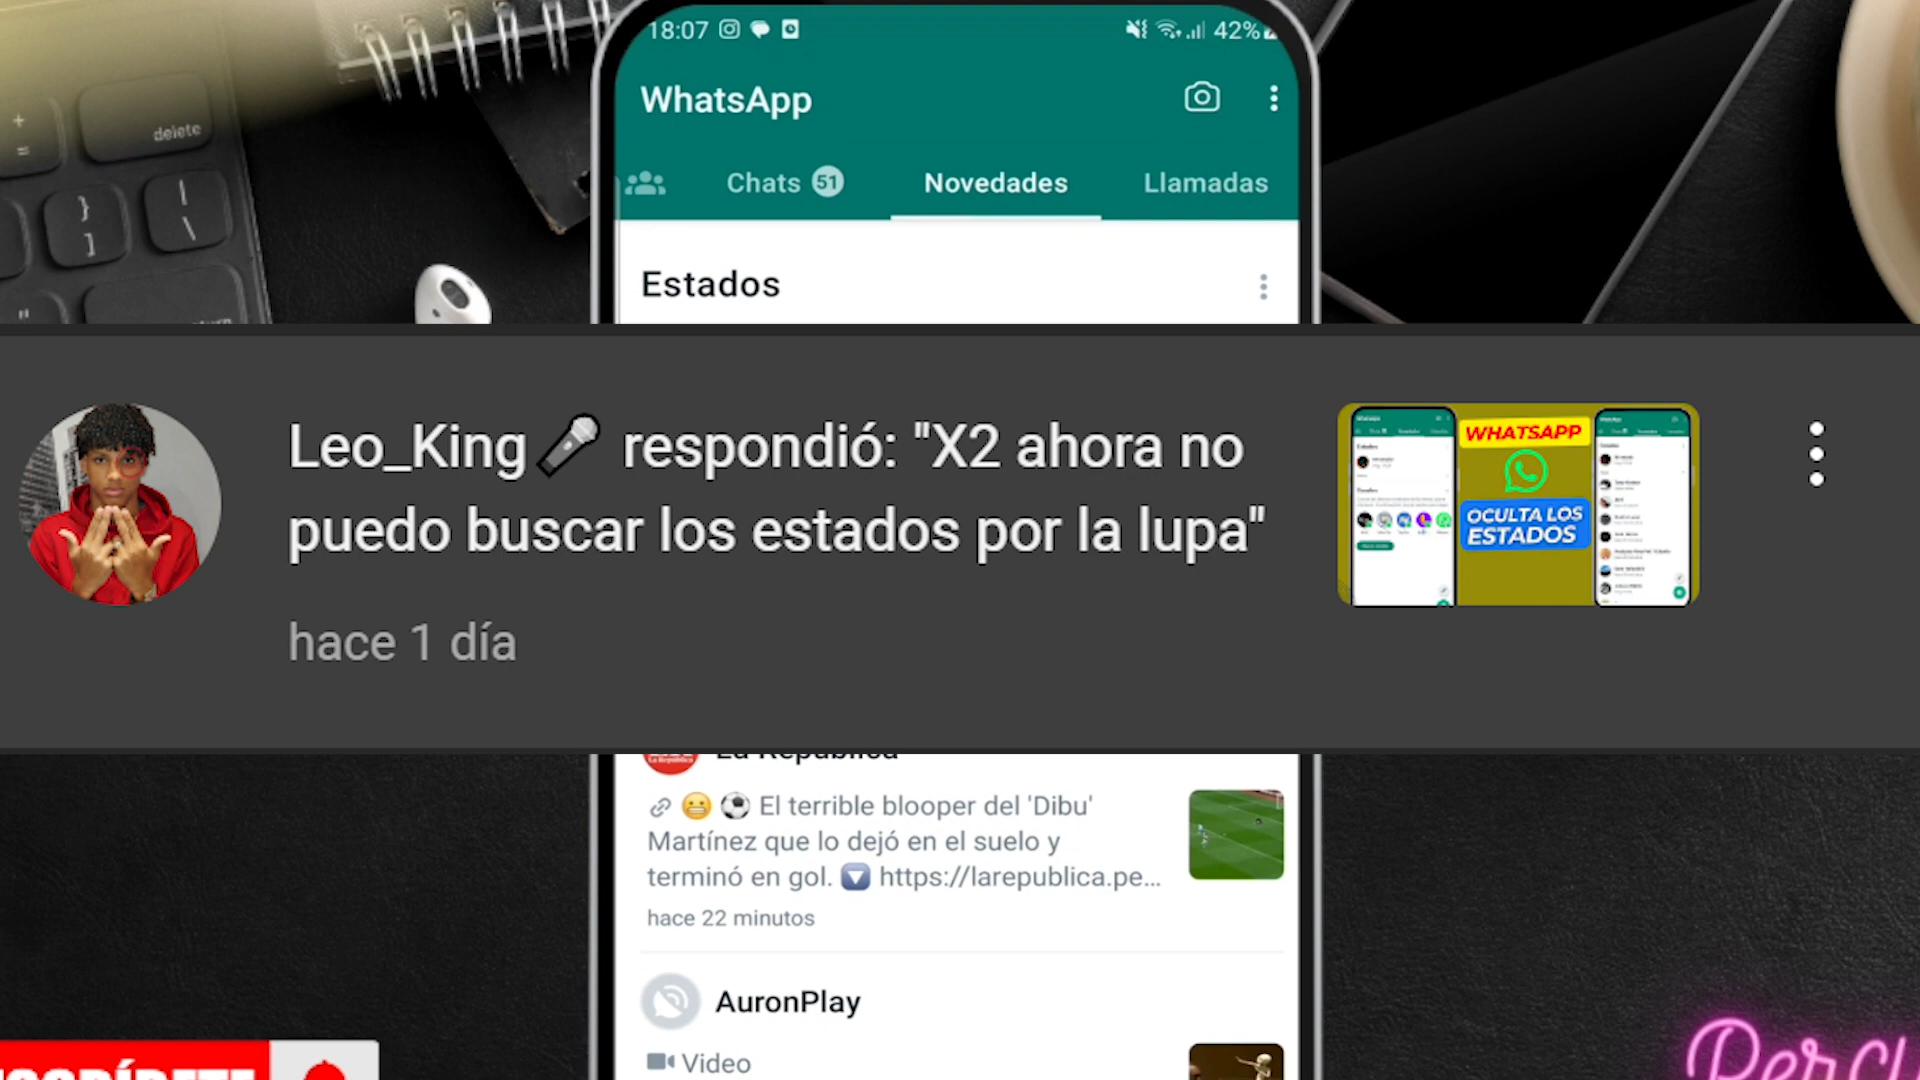 18:07 42%
WhatsApp
Chats 51 Novedades Llamadas
Estados
delete
Leo_King🎤 respondió: "X2 ahora no
puedo buscar los estados por la lupa"
hace 1 día
WHATSAPP
OCULTA LOS
ESTADOS
La República
🔗 😬 ⚽ El terrible blooper del 'Dibu'
Martínez que lo dejó en el suelo y
terminó en gol. 🔽 https://larepublica.pe...
hace 22 minutos
AuronPlay
Video